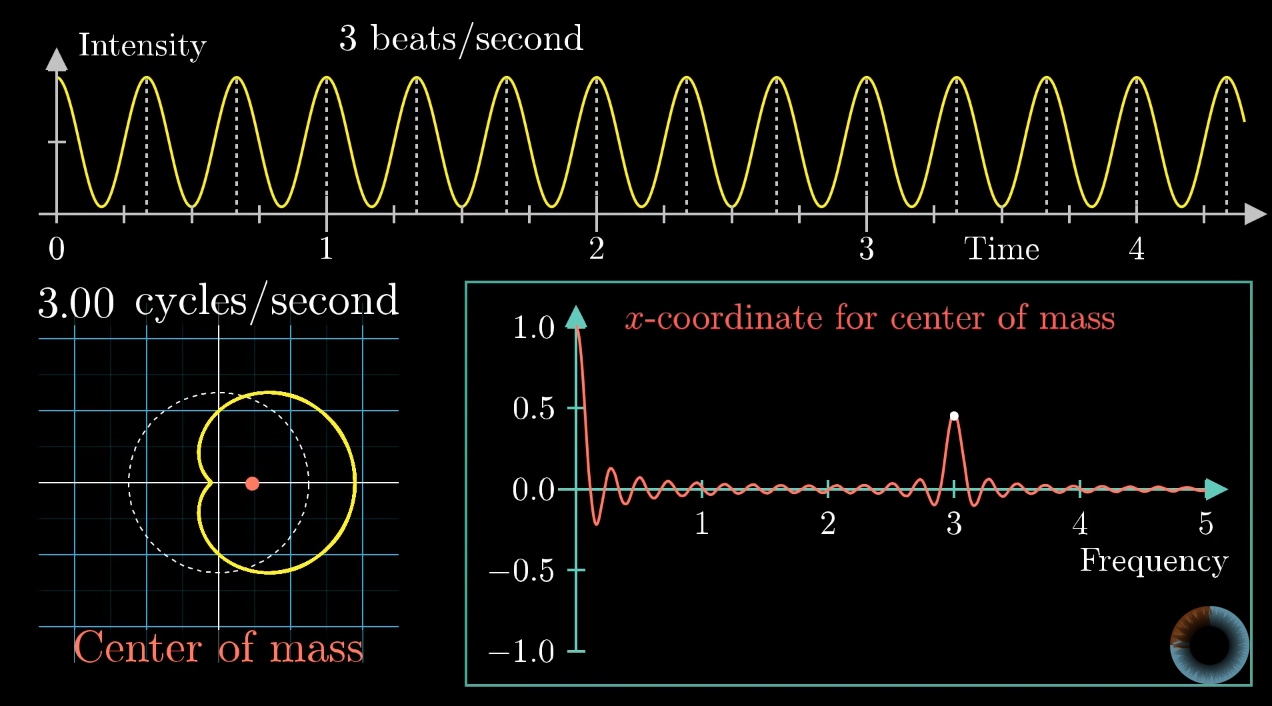 Intensity
3 beats/second
0 1 2 3 Time 4
3.00 cycles/second
Center of mass
x-coordinate for center of mass
1.0
0.5
0.0
1 2 3 4 5
Frequency
−0.5
−1.0